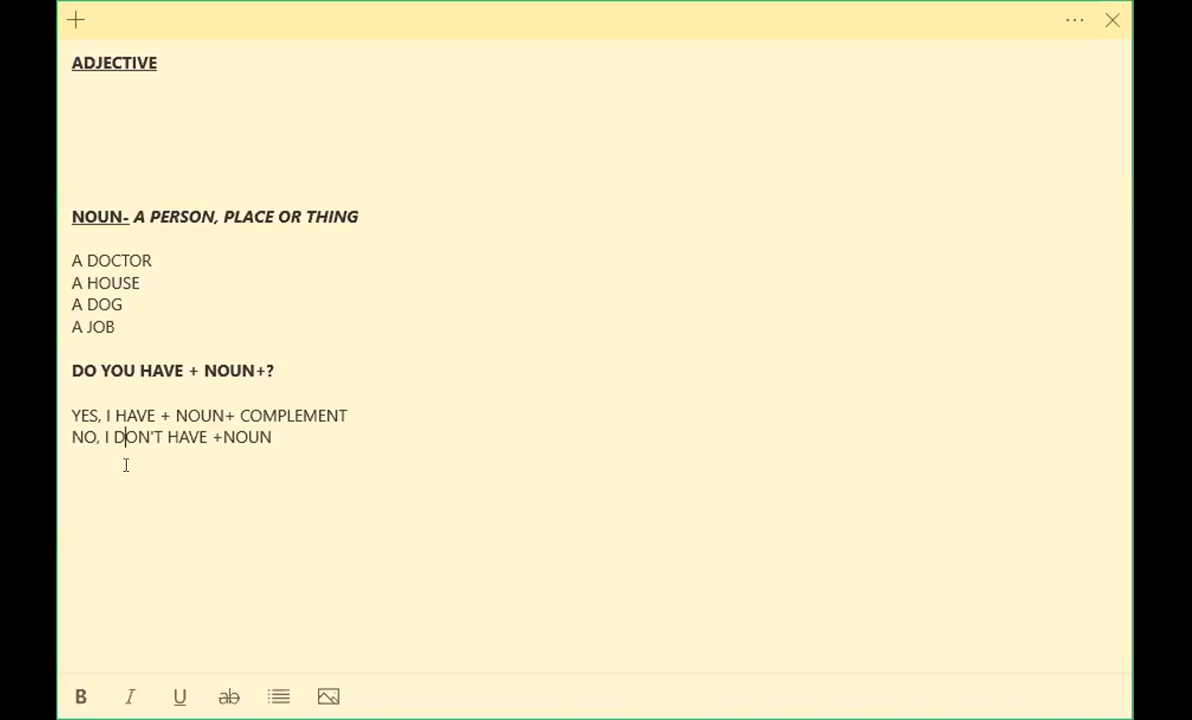 ADJECTIVE
NOUN- A PERSON, PLACE OR THING
A DOCTOR
A HOUSE
A DOG
A JOB
DO YOU HAVE + NOUN+?
YES, I HAVE + NOUN+ COMPLEMENT
NO, I DON'T HAVE +NOUN
B I U ab